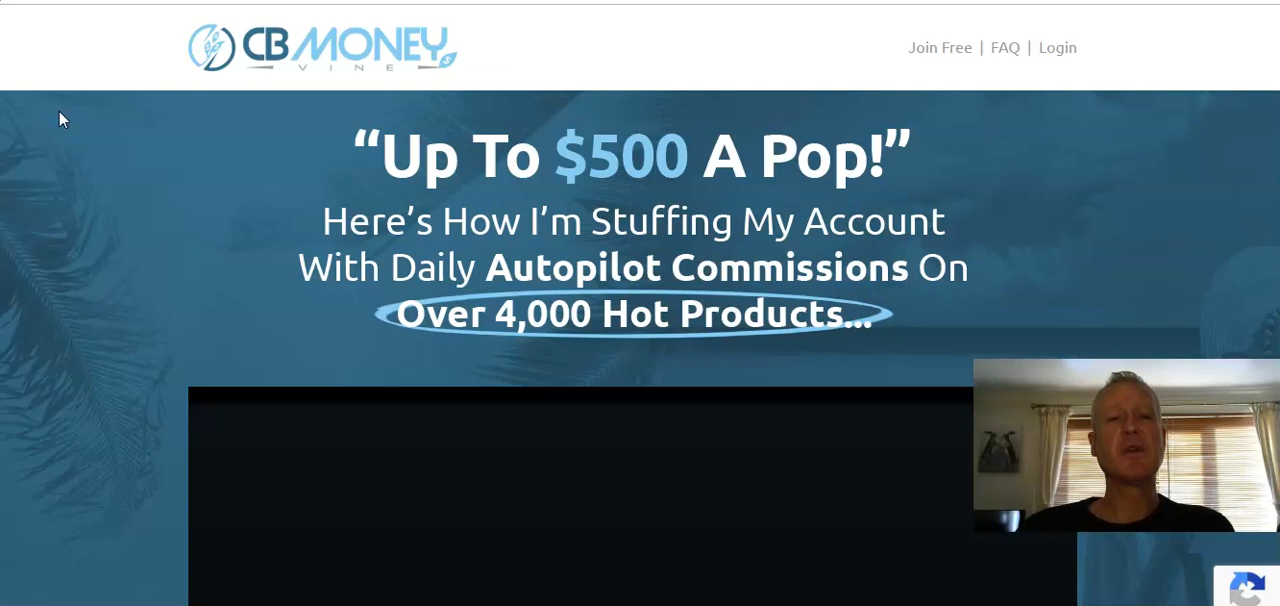 CB MONEY
VINE
Join Free | FAQ | Login
“Up To $500 A Pop!”
Here’s How I’m Stuffing My Account
With Daily Autopilot Commissions On
Over 4,000 Hot Products...